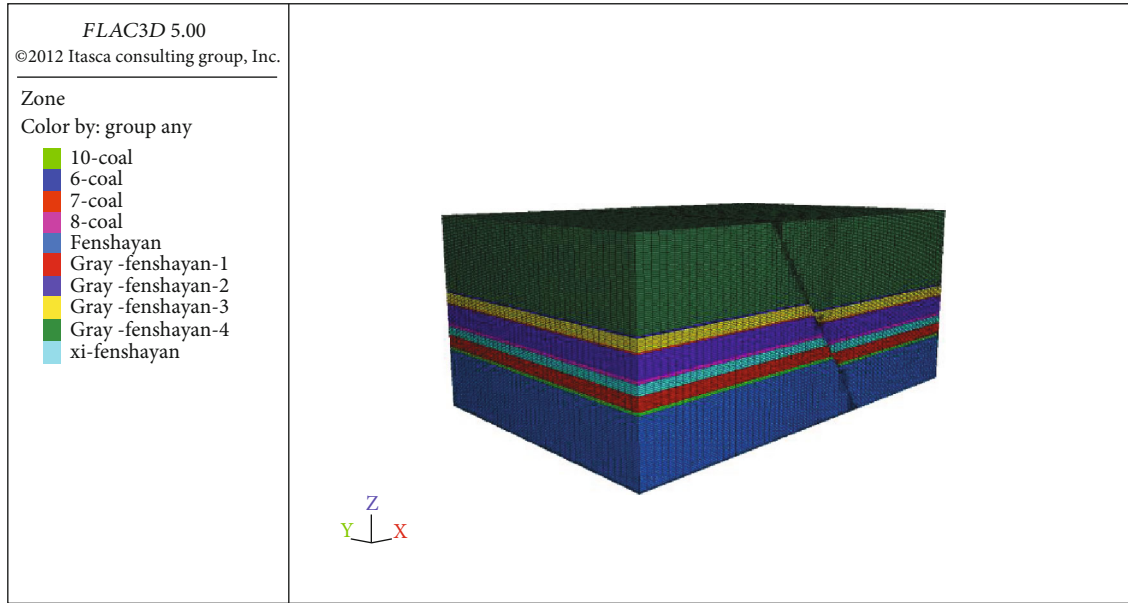 FLAC3D 5.00
©2012 Itasca consulting group, Inc.
Zone
Color by: group any
10-coal
6-coal
7-coal
8-coal
Fenshayan
Gray -fenshayan-1
Gray -fenshayan-2
Gray -fenshayan-3
Gray -fenshayan-4
xi-fenshayan
Z
Y X